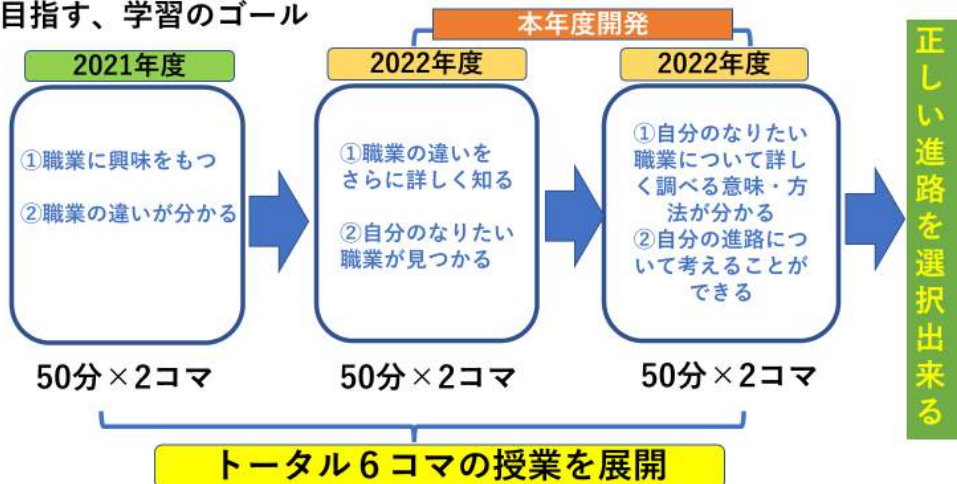 目指す、学習のゴール
本年度開発
2021年度
①職業に興味をもつ
②職業の違いが分かる
50分×2コマ
2022年度
①職業の違いを
さらに詳しく知る
②自分のなりたい
職業が見つかる
50分×2コマ
2022年度
①自分のなりたい
職業について詳し
く調べる意味・方
法が分かる
②自分の進路につ
いて考えることが
できる
50分×2コマ
正しい進路を選択出来る
トータル6コマの授業を展開